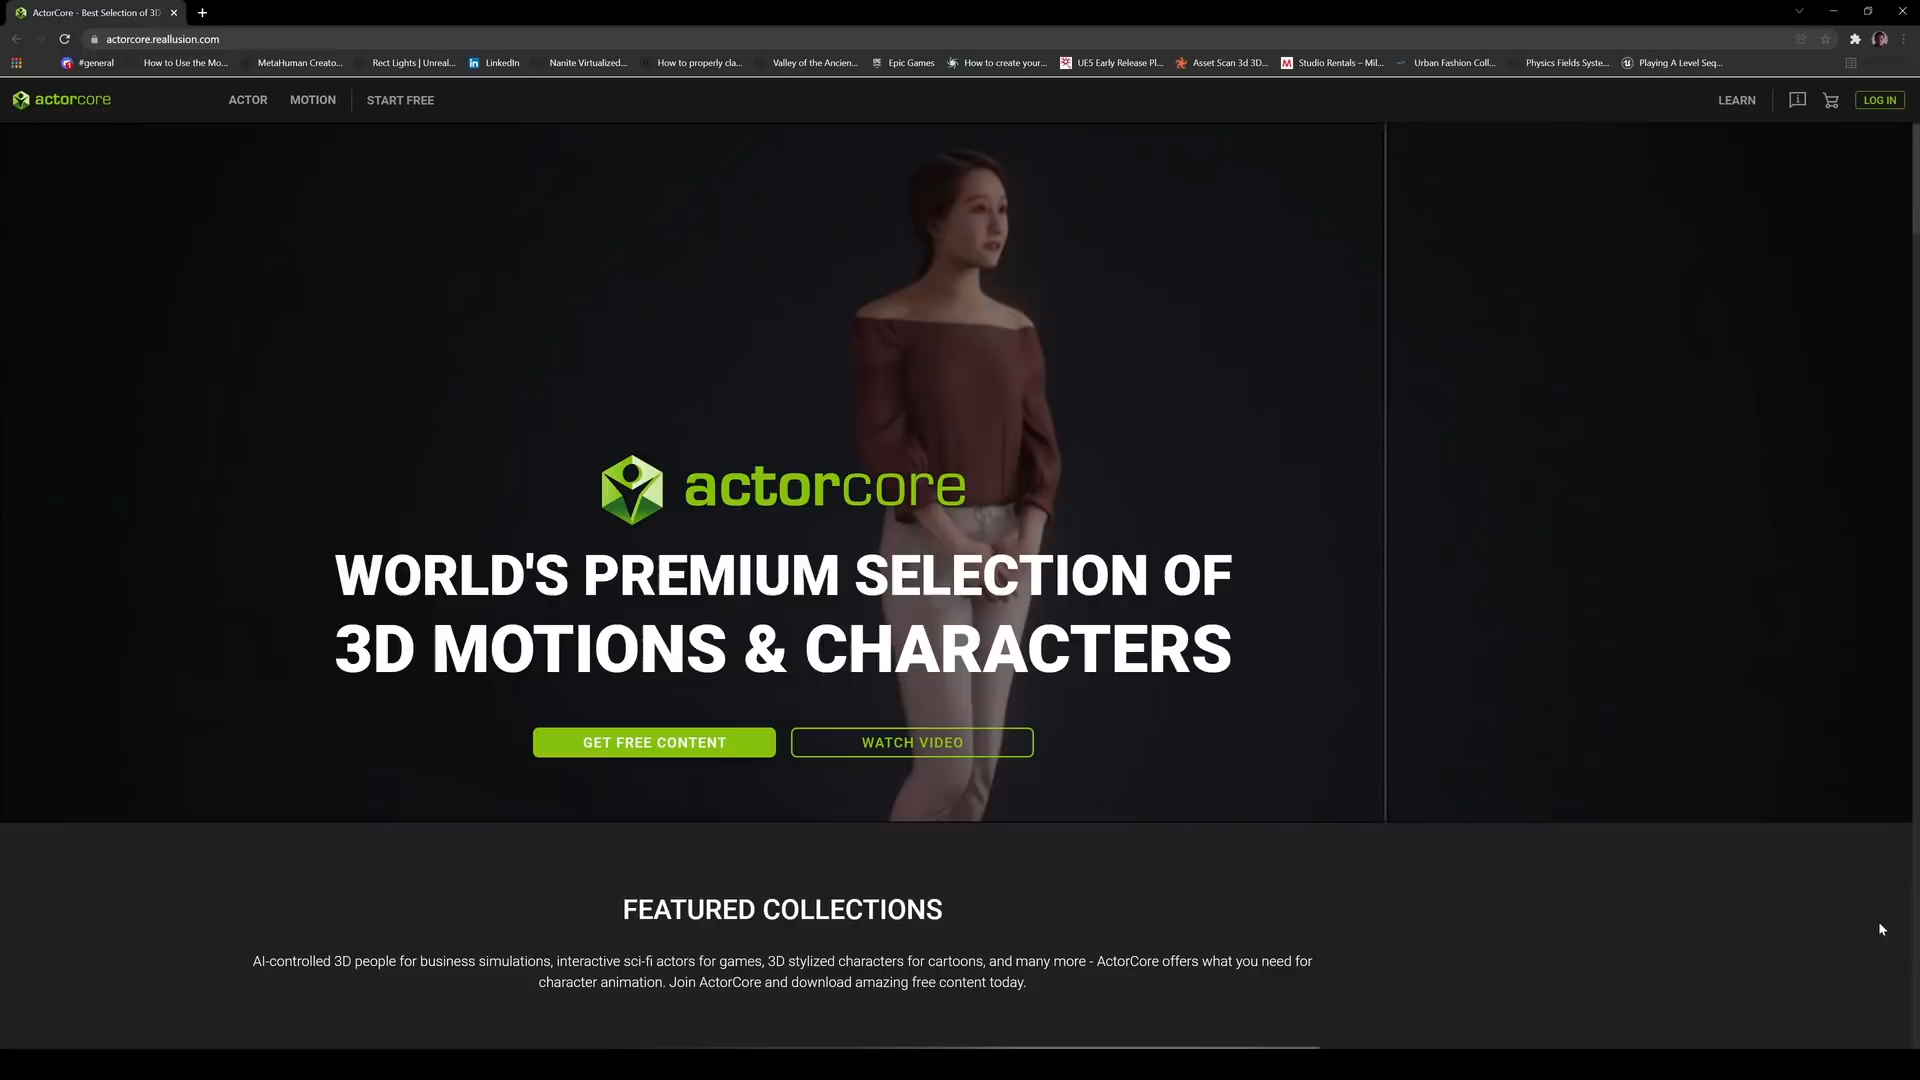 ActorCore - Best Selection of 3D
actorcore.reallusion.com
#general
How to Use the Mo...
MetaHuman Creato...
Rect Lights | Unreal...
LinkedIn
Nanite Virtualized...
How to properly cla...
Valley of the Ancien...
Epic Games
How to create your...
UE5 Early Release Pl...
Asset Scan 3d 3D...
Studio Rentals – Mil...
Urban Fashion Coll...
Physics Fields Syste...
Playing A Level Seq...
actorcore
ACTOR
MOTION
START FREE
LEARN
LOG IN
actorcore
WORLD'S PREMIUM SELECTION OF
3D MOTIONS & CHARACTERS
GET FREE CONTENT
WATCH VIDEO
FEATURED COLLECTIONS
AI-controlled 3D people for business simulations, interactive sci-fi actors for games, 3D stylized characters for cartoons, and many more - ActorCore offers what you need for
character animation. Join ActorCore and download amazing free content today.